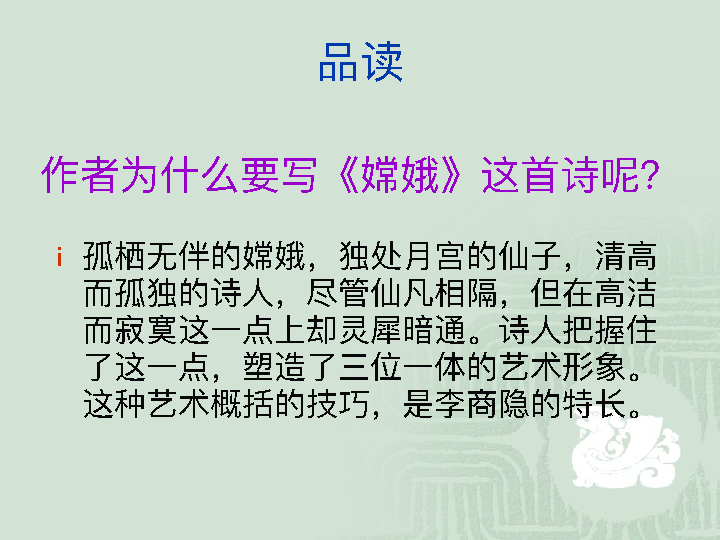 品读
作者为什么要写《嫦娥》这首诗呢?
i 孤栖无伴的嫦娥，独处月宫的仙子，清高
而孤独的诗人，尽管仙凡相隔，但在高洁
而寂寞这一点上却灵犀暗通。诗人把握住
了这一点，塑造了三位一体的艺术形象。
这种艺术概括的技巧，是李商隐的特长。